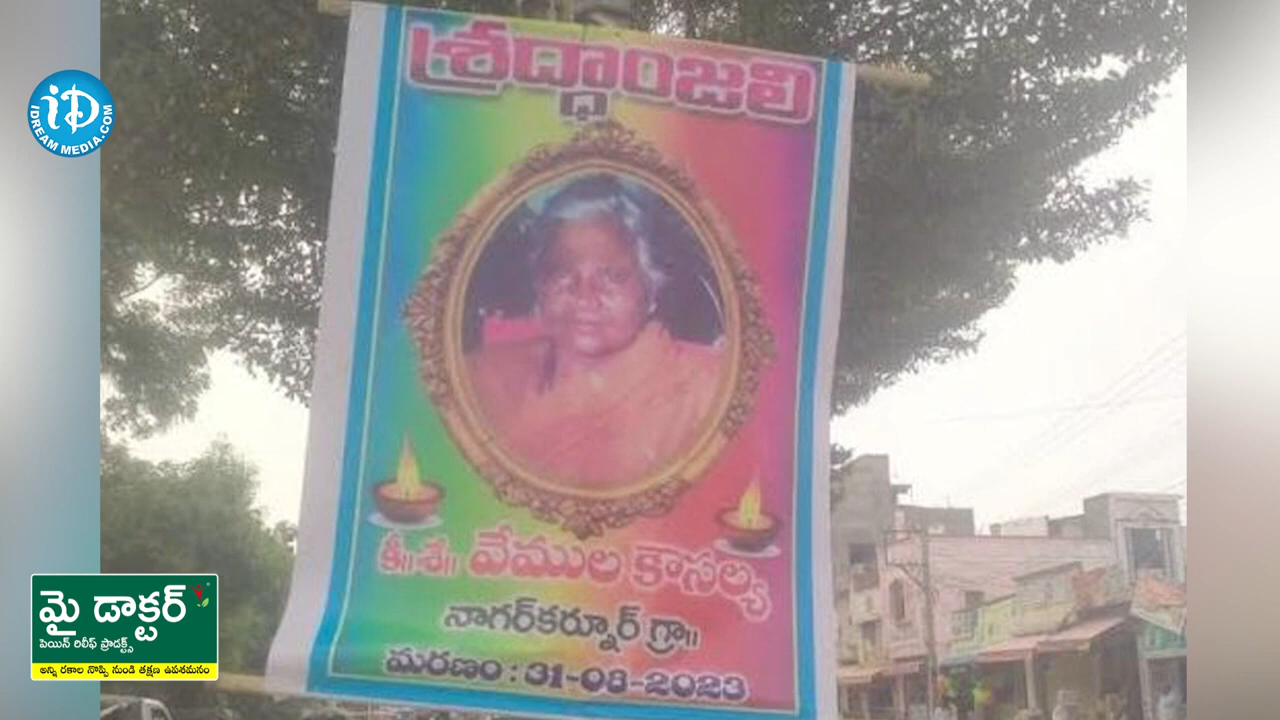 శ్రద్ధాంజలి
iD
IDREAM MEDIA.COM
కీ॥శే॥ వేముల కౌసల్య
నాగర్‌కర్నూర్ గ్రా॥
మరణం : 31-08-2023
మై డాక్టర్
పెయిన్ రిలీఫ్ ప్రొడక్ట్స్
అన్ని రకాల నొప్పి నుండి తక్షణ ఉపశమనం